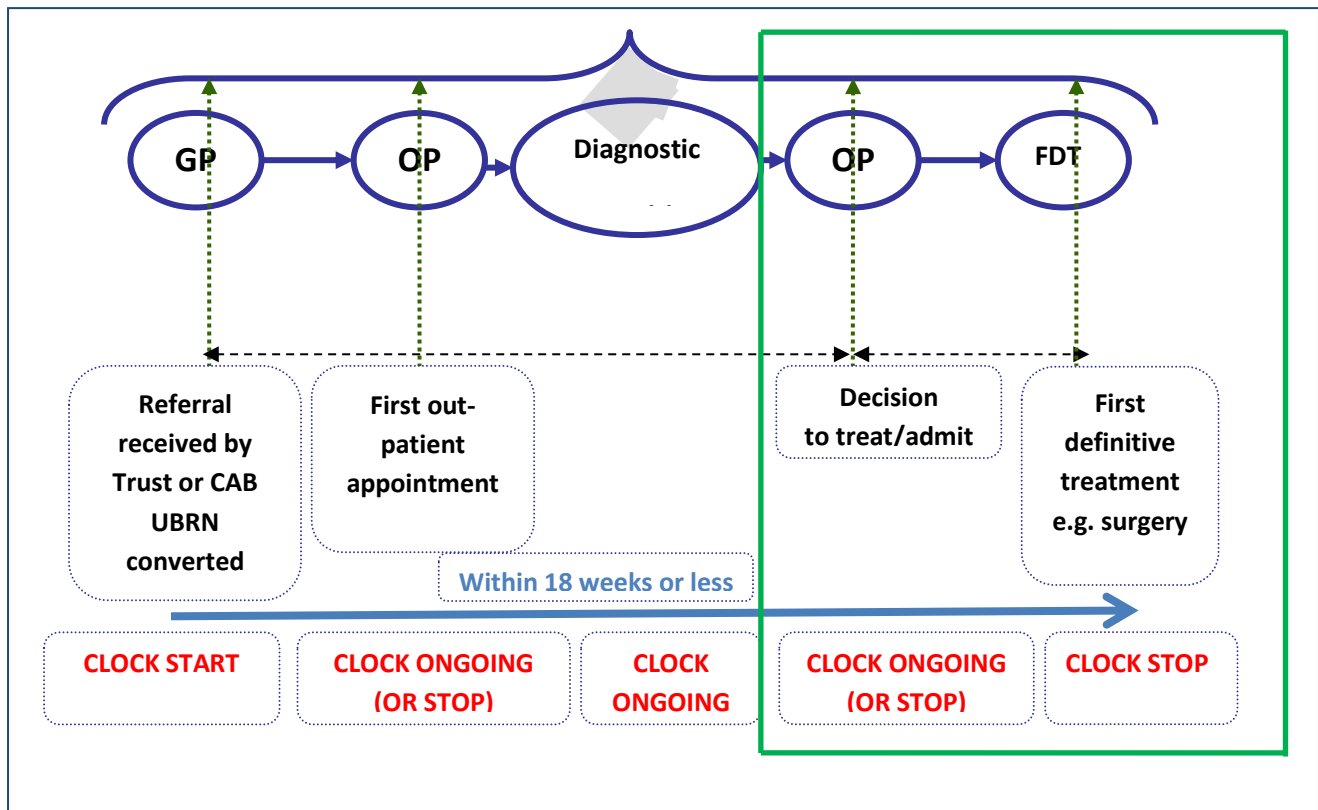 GP
OP
Diagnostic
OP
FDT
Referral
received by
Trust or CAB
UBRN
converted
First out-
patient
appointment
Decision
to treat/admit
First
definitive
treatment
e.g. surgery
Within 18 weeks or less
CLOCK START
CLOCK ONGOING
(OR STOP)
CLOCK
ONGOING
CLOCK ONGOING
(OR STOP)
CLOCK STOP